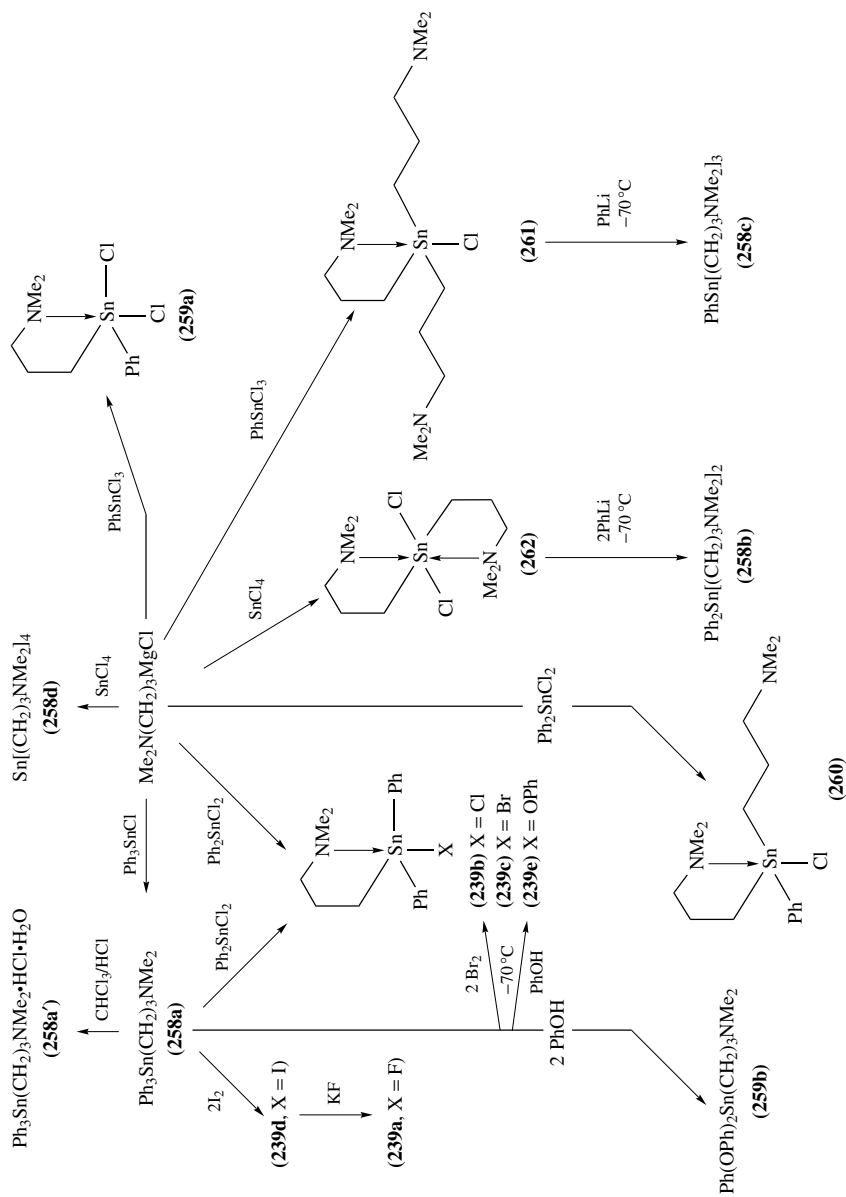 Ph3Sn(CH2)3NMe2•HCl•H2O
(258a′)
CHCl3/HCl
Ph3Sn(CH2)3NMe2
(258a)
Ph3SnCl
Sn[(CH2)3NMe2]4
(258d)
SnCl4
Me2N(CH2)3MgCl
PhSnCl3
NMe2
Sn
Cl
Cl
Ph
(259a)
2I2
(239d, X = I)
KF
(239a, X = F)
Ph2SnCl2
Ph2SnCl2
NMe2
Sn
Ph
Ph
X
(239b) X = Cl
(239c) X = Br
(239e) X = OPh
2 Br2
−70 °C
PhOH
2 PhOH
Ph(OPh)2Sn(CH2)3NMe2
(259b)
Ph2SnCl2
NMe2
Sn
Ph
Cl
NMe2
(260)
SnCl4
NMe2
Cl
Sn
Cl
Me2N
(262)
2PhLi
−70 °C
Ph2Sn[(CH2)3NMe2]2
(258b)
PhSnCl3
NMe2
Sn
Cl
NMe2
Me2N
(261)
PhLi
−70 °C
PhSn[(CH2)3NMe2]3
(258c)